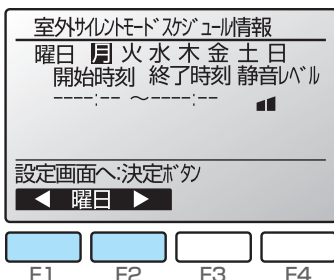 室外ｻｲﾚﾝﾄﾓｰﾄﾞｽｹｼﾞｭｰﾙ情報
曜日 月 火 水 木 金 土 日
開始時刻 終了時刻 静音ﾚﾍﾞﾙ
----:-- ～----:--
設定画面へ:決定ﾎﾞﾀﾝ
◀ 曜日 ▶
F1 F2 F3 F4